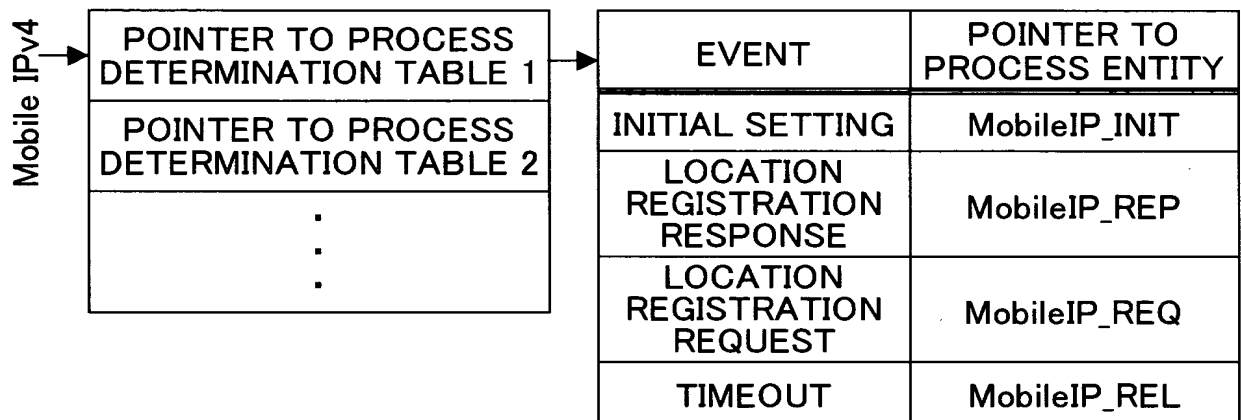 Mobile IPv4
POINTER TO PROCESS
DETERMINATION TABLE 1
POINTER TO PROCESS
DETERMINATION TABLE 2
EVENT
POINTER TO
PROCESS ENTITY
INITIAL SETTING
MobileIP_INIT
LOCATION
REGISTRATION
RESPONSE
MobileIP_REP
LOCATION
REGISTRATION
REQUEST
MobileIP_REQ
TIMEOUT
MobileIP_REL